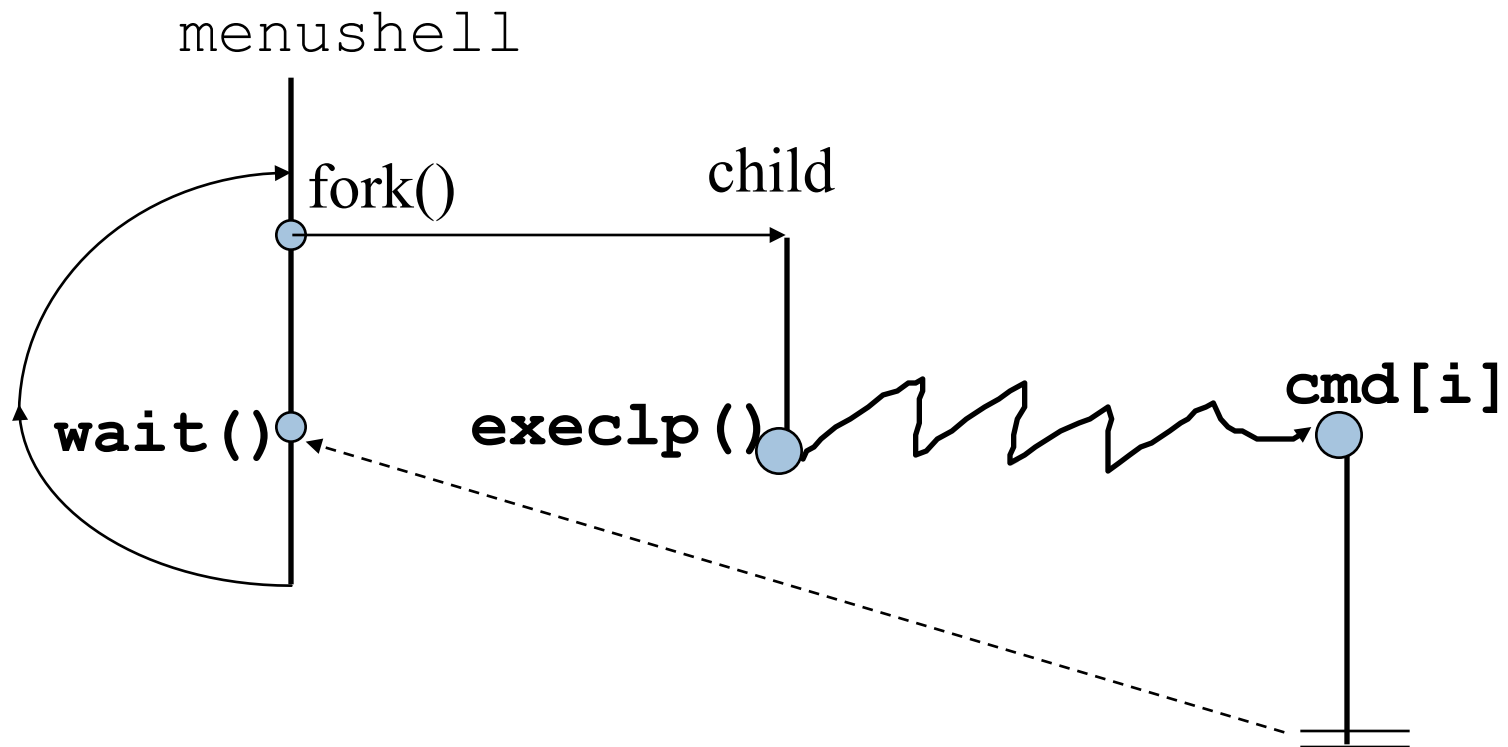 menushell
fork()
child
cmd[i]
wait()
execlp()